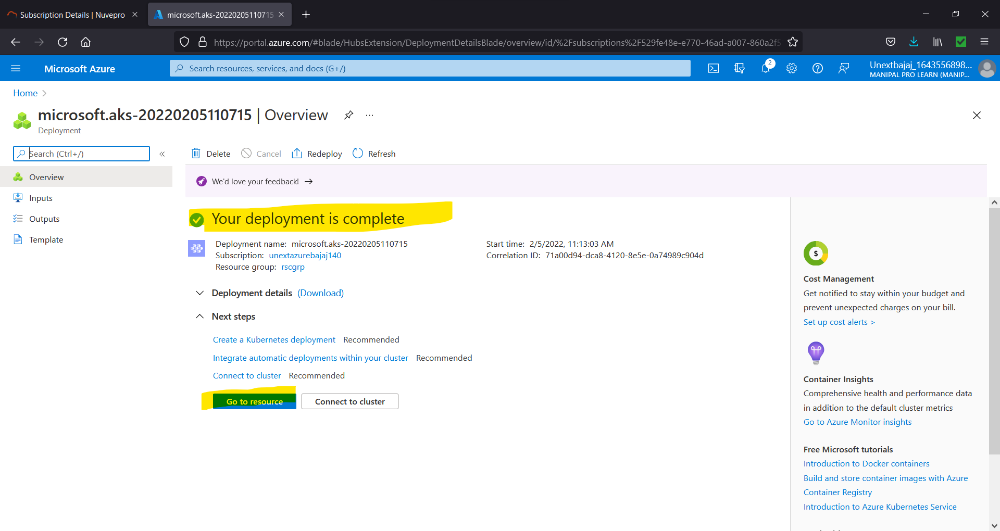 Subscription Details | Nuvepro
microsoft.aks-20220205110715
https://portal.azure.com/#blade/HubsExtension/DeploymentDetailsBlade/overview/id/%2Fsubscriptions%2F529fe48e-e770-46ad-a007-860a2f5
Microsoft Azure
Search resources, services, and docs (G+/)
2
Unextbajaj_1643556898...
MANIPAL PRO LEARN (MANIP...
Home
microsoft.aks-20220205110715 | Overview
...
Deployment
Search (Ctrl+/)
«
Delete
Cancel
Redeploy
Refresh
Overview
Inputs
Outputs
Template
We'd love your feedback! →
Your deployment is complete
Deployment name: microsoft.aks-20220205110715
Subscription: unextazurebajaj140
Resource group: rscgrp
Start time: 2/5/2022, 11:13:03 AM
Correlation ID: 71a00d94-dca8-4120-8e5e-0a74989c904d
Deployment details (Download)
Next steps
Create a Kubernetes deployment Recommended
Integrate automatic deployments within your cluster Recommended
Connect to cluster Recommended
Go to resource
Connect to cluster
$
Cost Management
Get notified to stay within your budget and
prevent unexpected charges on your bill.
Set up cost alerts >
Container Insights
Comprehensive health and performance data
in addition to the default cluster metrics
Go to Azure Monitor insights
Free Microsoft tutorials
Introduction to Docker containers
Build and store container images with Azure
Container Registry
Introduction to Azure Kubernetes Service